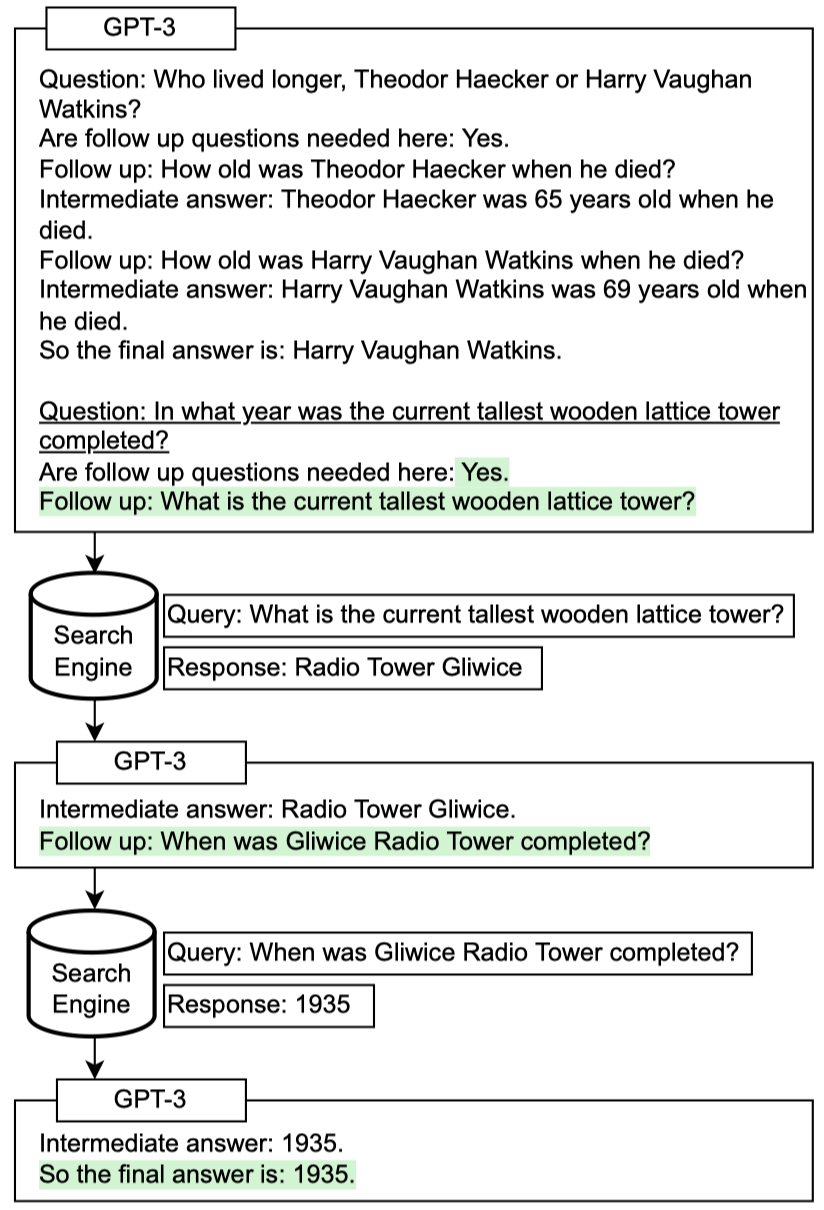 GPT-3
Question: Who lived longer, Theodor Haecker or Harry Vaughan
Watkins?
Are follow up questions needed here: Yes.
Follow up: How old was Theodor Haecker when he died?
Intermediate answer: Theodor Haecker was 65 years old when he
died.
Follow up: How old was Harry Vaughan Watkins when he died?
Intermediate answer: Harry Vaughan Watkins was 69 years old when
he died.
So the final answer is: Harry Vaughan Watkins.
Question: In what year was the current tallest wooden lattice tower
completed?
Are follow up questions needed here: Yes.
Follow up: What is the current tallest wooden lattice tower?
Search
Engine
Query: What is the current tallest wooden lattice tower?
Response: Radio Tower Gliwice
GPT-3
Intermediate answer: Radio Tower Gliwice.
Follow up: When was Gliwice Radio Tower completed?
Search
Engine
Query: When was Gliwice Radio Tower completed?
Response: 1935
GPT-3
Intermediate answer: 1935.
So the final answer is: 1935.